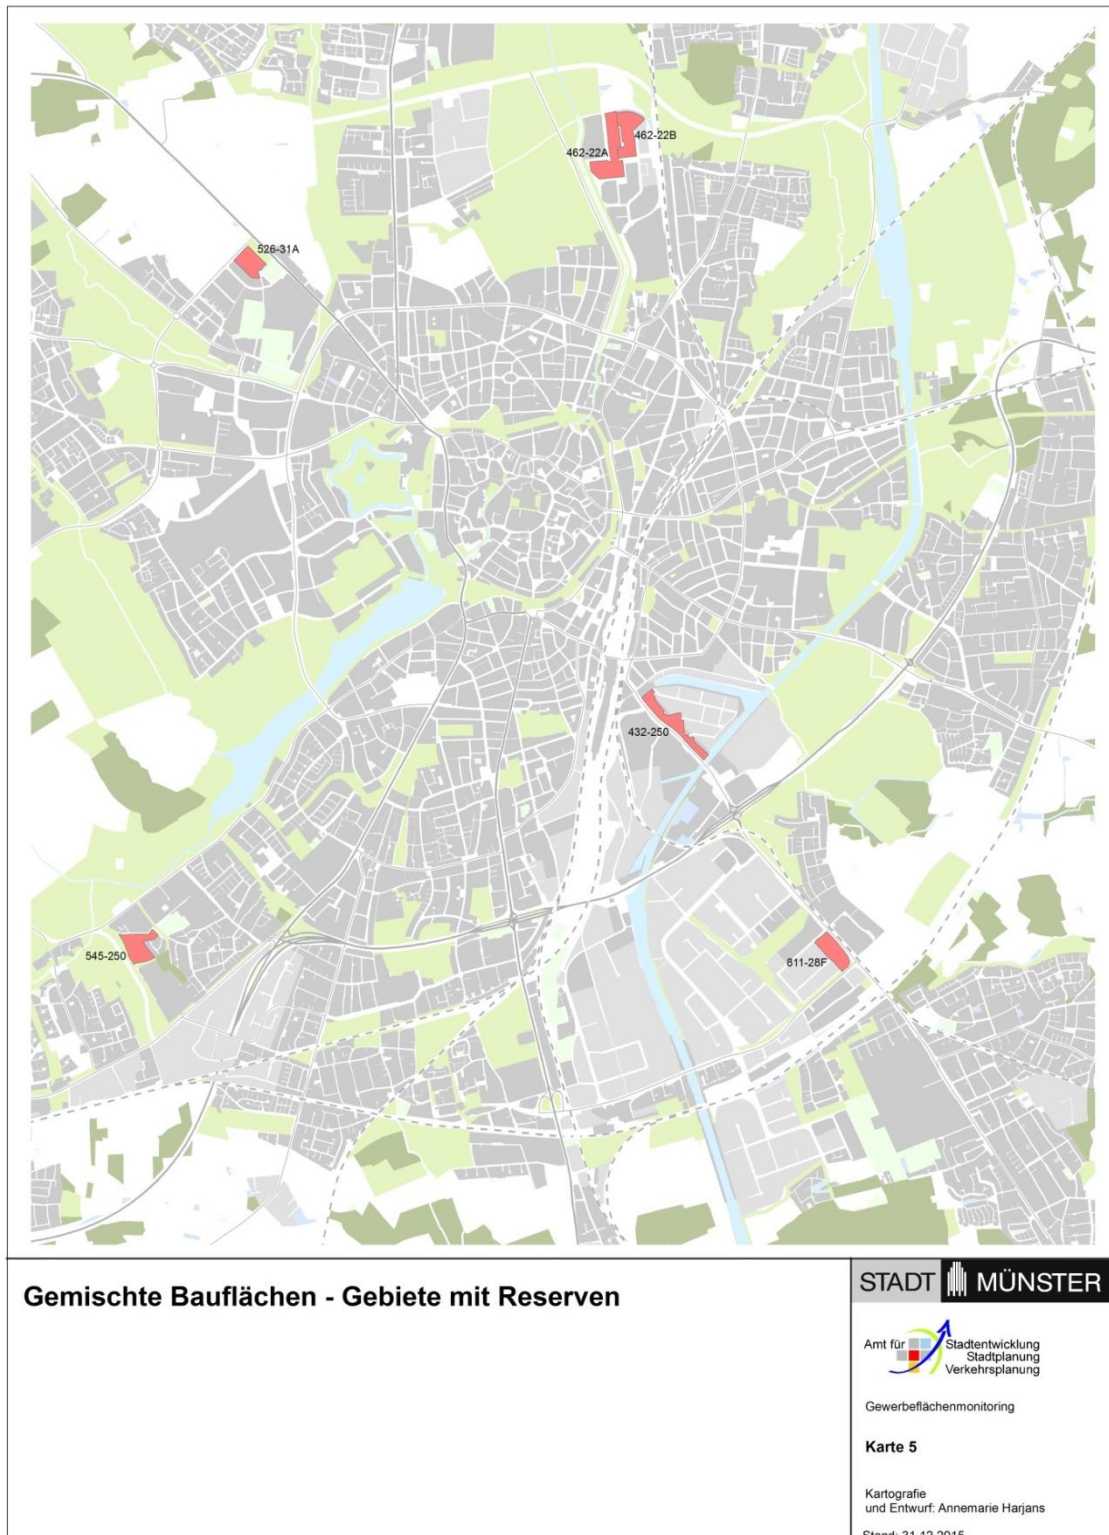 462-22B
462-22A
526-31A
432-250
545-250
811-28F
Gemischte Bauflächen - Gebiete mit Reserven
STADT MÜNSTER
Amt für Stadtentwicklung
Stadtplanung
Verkehrsplanung
Gewerbeflächenmonitoring
Karte 5
Kartografie
und Entwurf: Annemarie Harjans
Stand: 31.12.2015